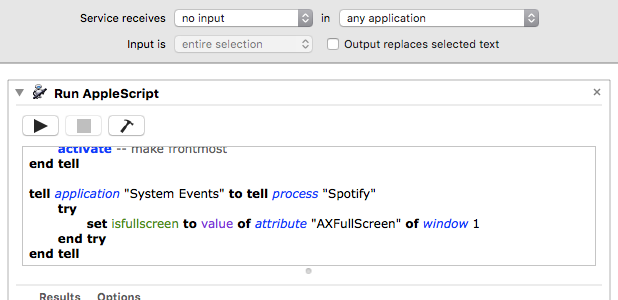 Service receives no input in any application
Input is entire selection Output replaces selected text
Run AppleScript
activate -- make frontmost
end tell
tell application "System Events" to tell process "Spotify"
try
set isfullscreen to value of attribute "AXFullScreen" of window 1
end try
end tell
Results Options